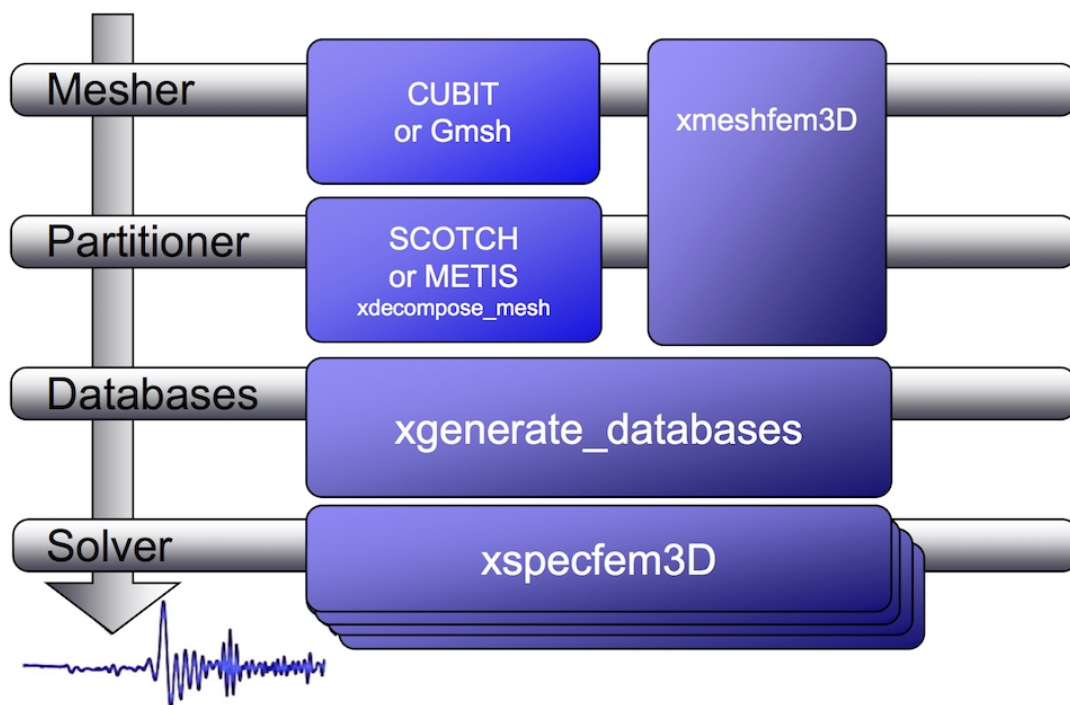 Mesher
CUBIT
or Gmsh
xmeshfem3D
Partitioner
SCOTCH
or METIS
xdecompose_mesh
Databases
xgenerate_databases
Solver
xspecfem3D